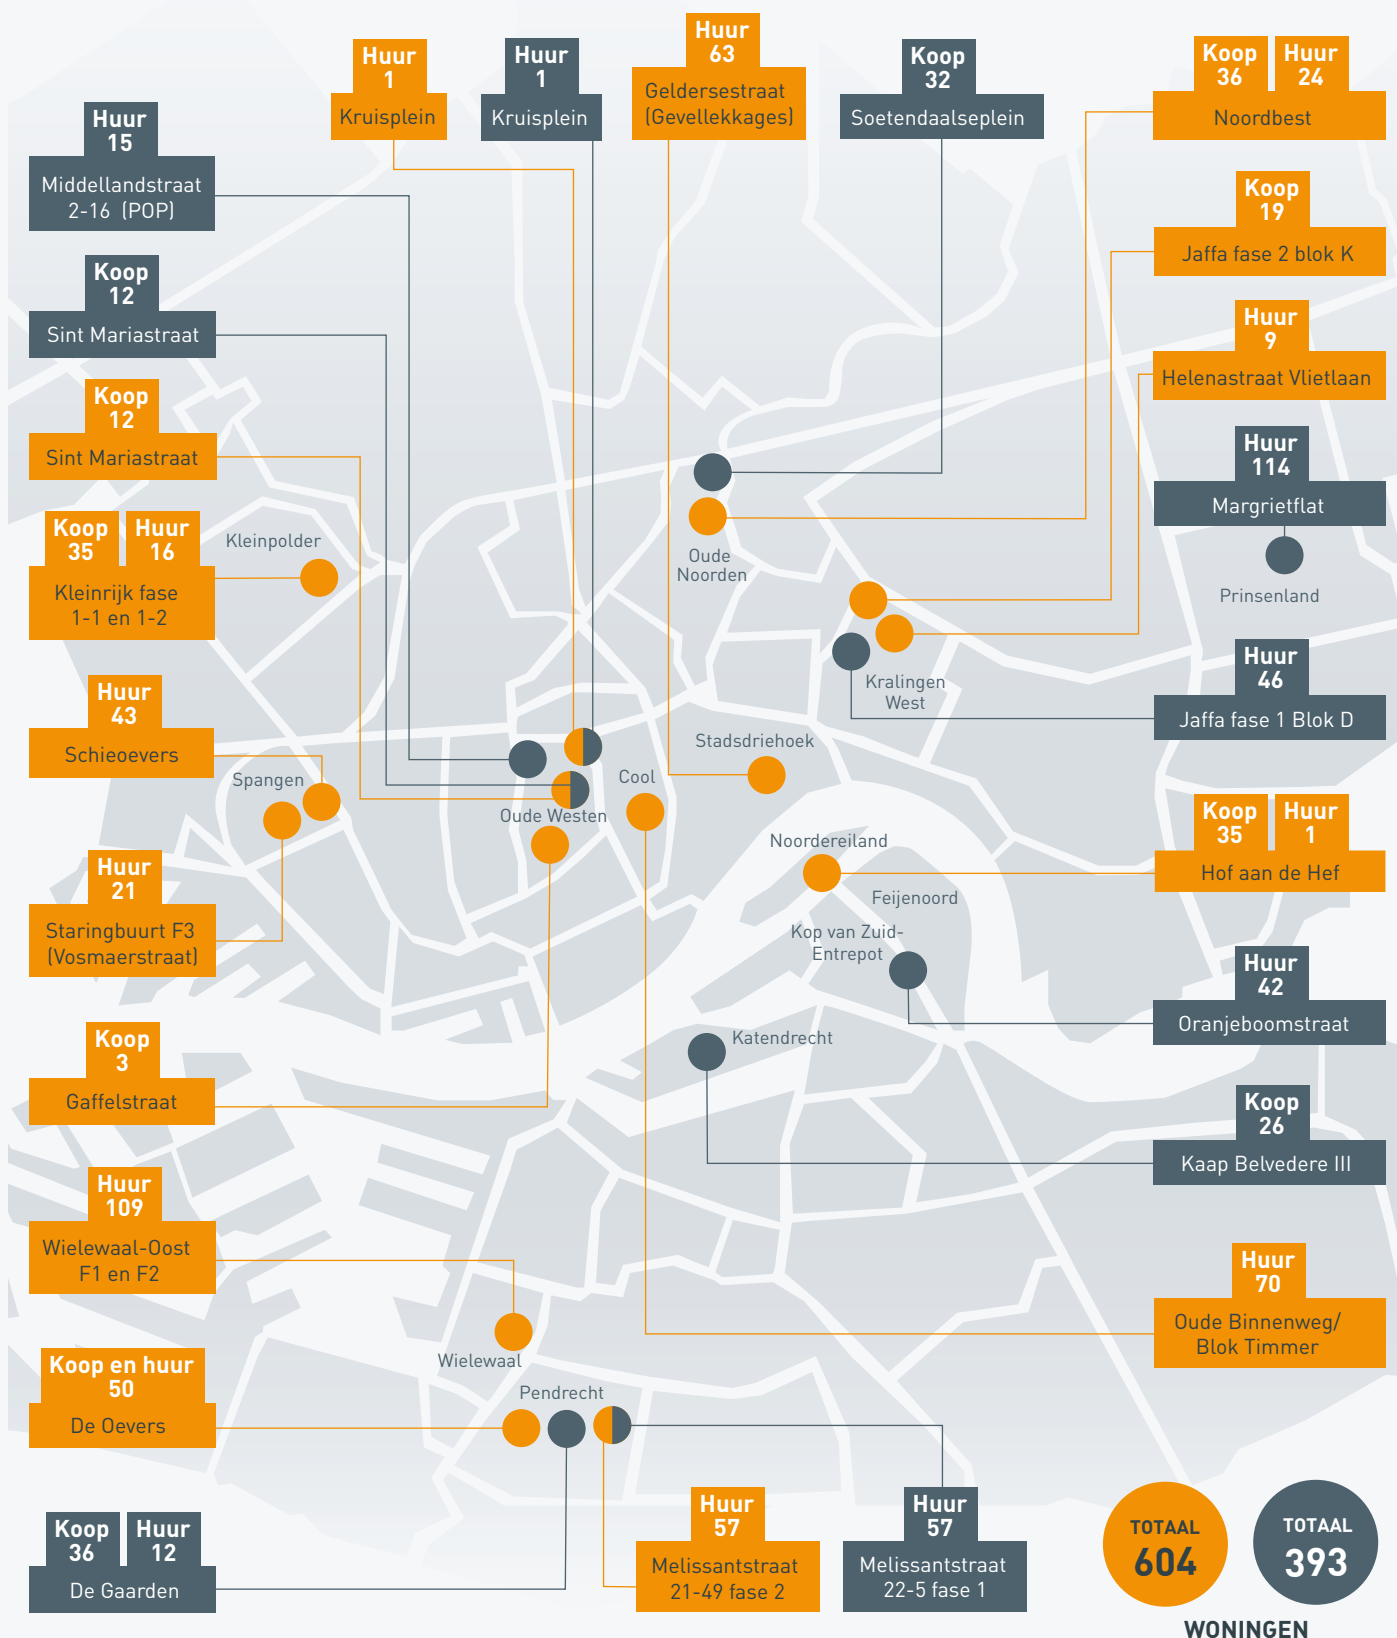 Huur
1
Kruisplein
Huur
1
Kruisplein
Huur
63
Geldersestraat
(Gevellekkages)
Koop
32
Soetendaalseplein
Koop
36
Huur
24
Noordbest
Huur
15
Middellandstraat
2-16 (POP)
Koop
19
Jaffa fase 2 blok K
Koop
12
Sint Mariastraat
Huur
9
Helenastraat Vlietlaan
Koop
12
Sint Mariastraat
Huur
114
Margrietflat
Prinsenland
Koop
35
Huur
16
Kleinrijk fase
1-1 en 1-2
Kleinpolder
Oude
Noorden
Kralingen
West
Huur
46
Jaffa fase 1 Blok D
Huur
43
Schieoevers
Spangen
Stadsdriehoek
Cool
Oude Westen
Koop
35
Huur
1
Hof aan de Hef
Noordereiland
Feijenoord
Kop van Zuid-
Entrepot
Huur
21
Staringbuurt F3
(Vosmaerstraat)
Huur
42
Oranjeboomstraat
Katendrecht
Koop
3
Gaffelstraat
Koop
26
Kaap Belvedere III
Huur
109
Wielewaal-Oost
F1 en F2
Huur
70
Oude Binnenweg/
Blok Timmer
Wielewaal
Koop en huur
50
De Oevers
Pendrecht
Koop
36
Huur
12
De Gaarden
Huur
57
Melissantstraat
21-49 fase 2
Huur
57
Melissantstraat
22-5 fase 1
TOTAAL
604
TOTAAL
393
WONINGEN